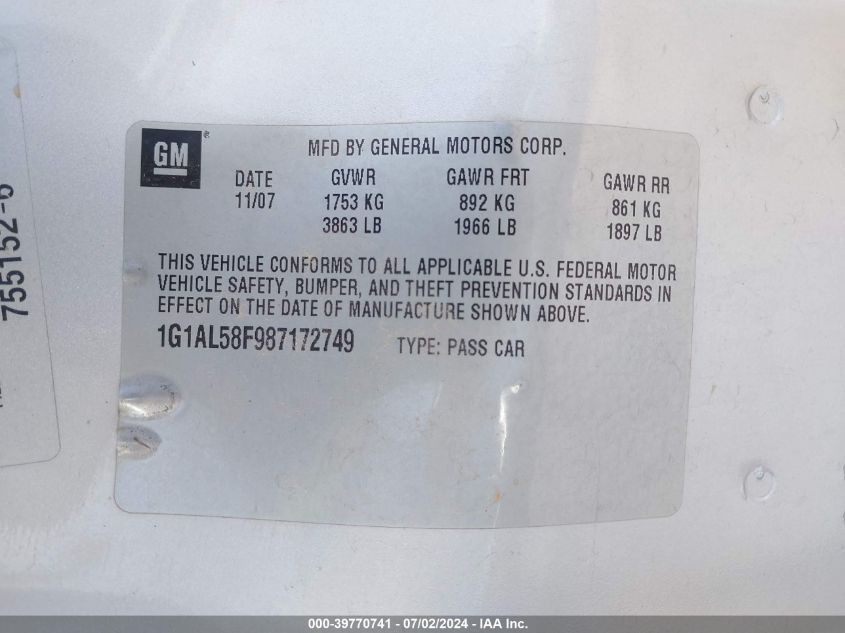 GM ®
MFD BY GENERAL MOTORS CORP.
DATE GVWR GAWR FRT GAWR RR
11/07 1753 KG 892 KG 861 KG
3863 LB 1966 LB 1897 LB
THIS VEHICLE CONFORMS TO ALL APPLICABLE U.S. FEDERAL MOTOR
VEHICLE SAFETY, BUMPER, AND THEFT PREVENTION STANDARDS IN
EFFECT ON THE DATE OF MANUFACTURE SHOWN ABOVE.
1G1AL58F987172749 TYPE: PASS CAR
755152-6
000-39770741 - 07/02/2024 - IAA Inc.